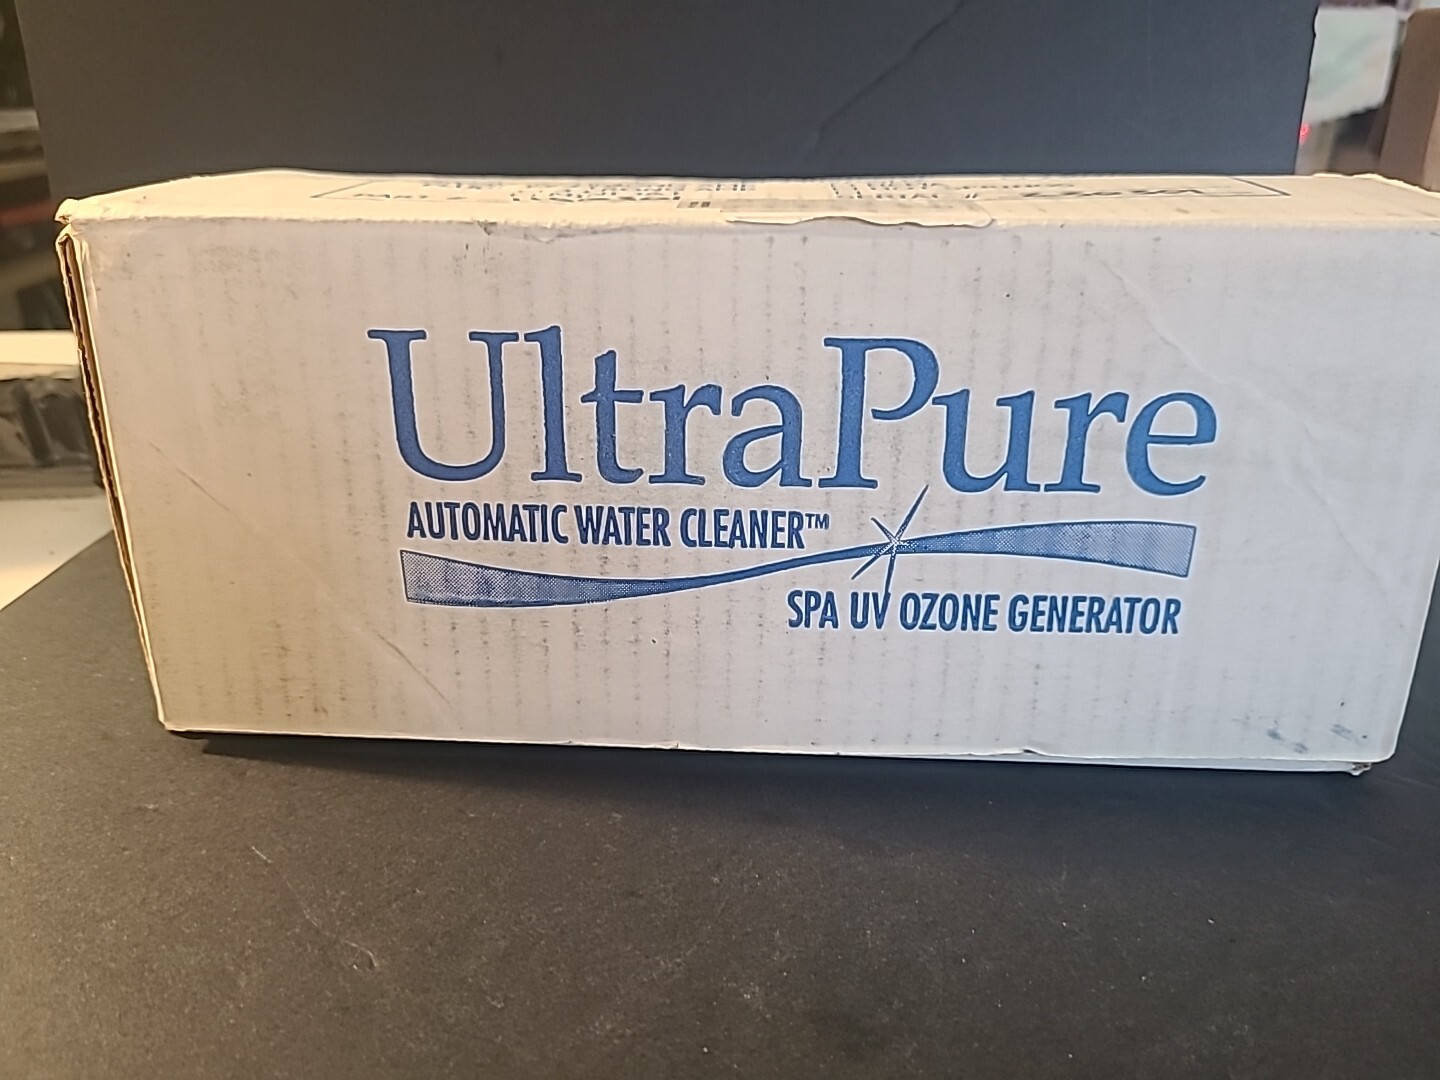 UltraPure
AUTOMATIC WATER CLEANER™
SPA UV OZONE GENERATOR